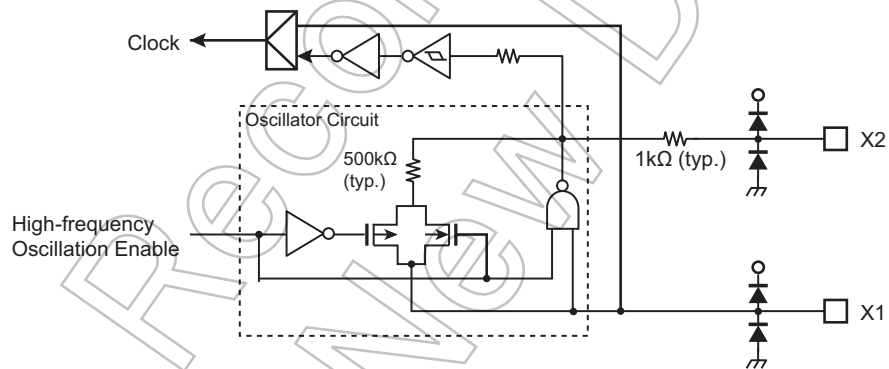 Clock
Oscillator Circuit
500kΩ
(typ.)
1kΩ (typ.)
X2
High-frequency
Oscillation Enable
X1